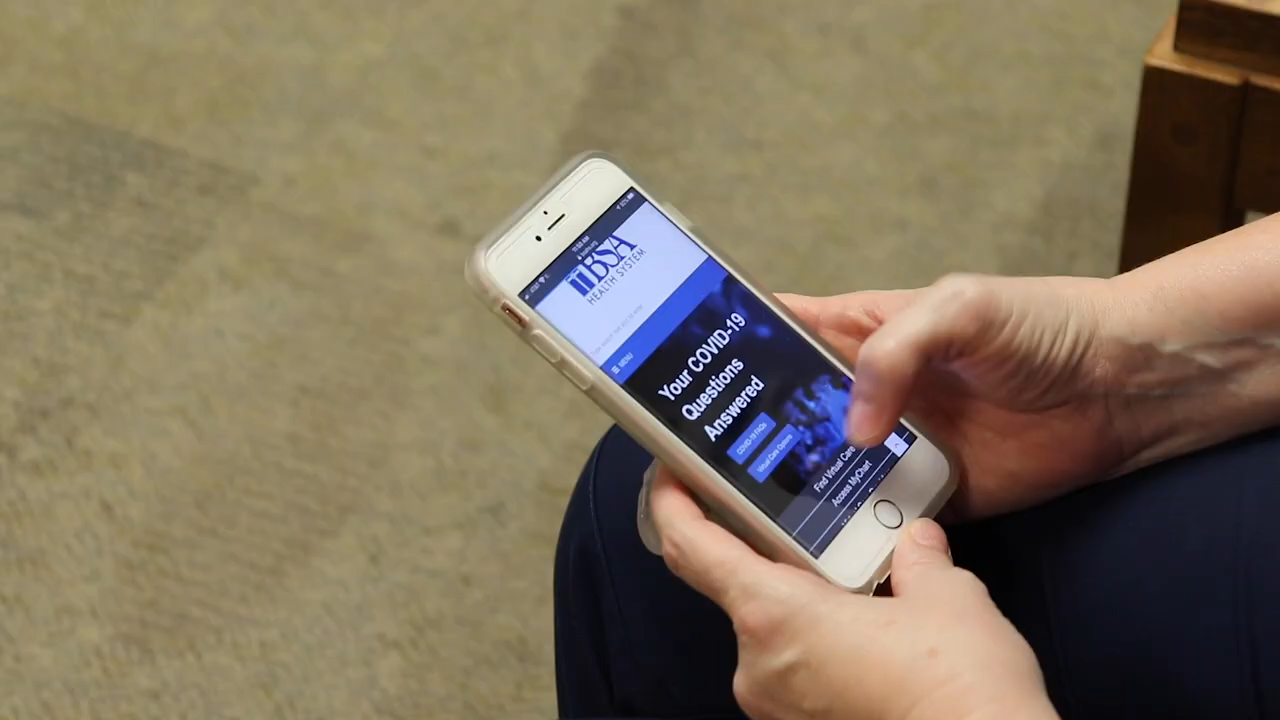 BSA
HEALTH SYSTEM
MENU
Your COVID-19
Questions
Answered
COVID-19 FAQs
Virtual Care Options
Find Virtual Care
Access MyChart